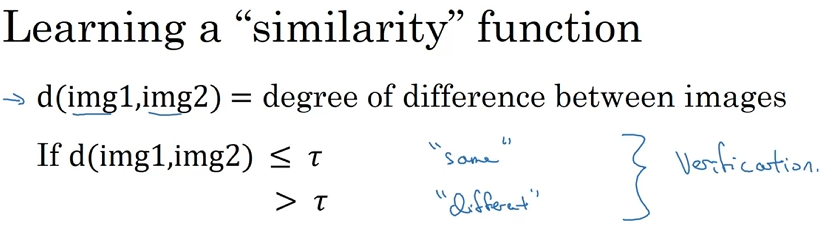 Learning a “similarity” function
→ d(img1,img2) = degree of difference between images
If d(img1,img2) ≤ τ "same"
> τ "different"
Verification.